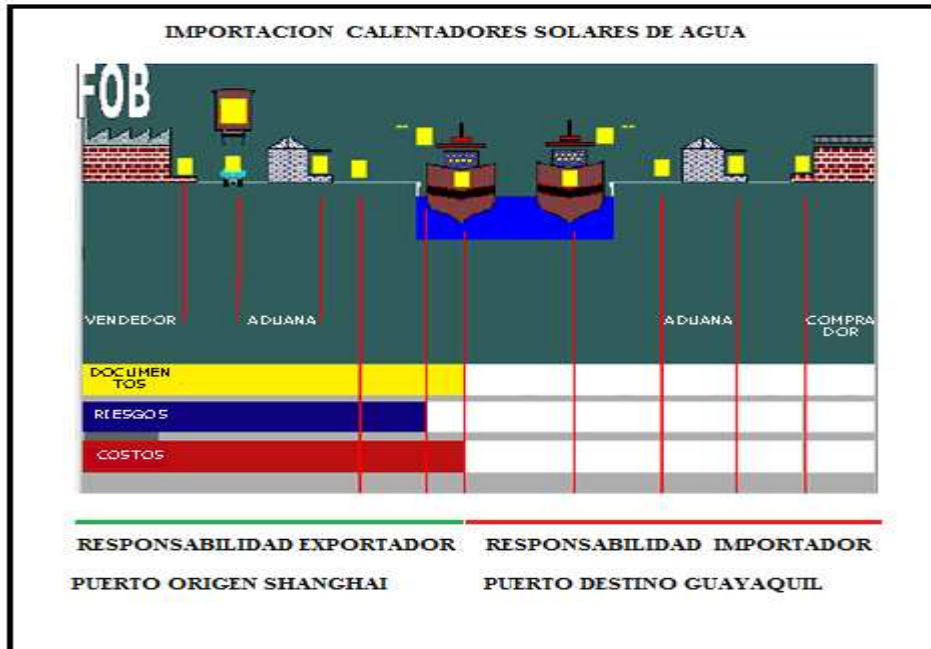 IMPORTACION CALENTADORES SOLARES DE AGUA
FOB
VENDEDOR
ADUANA
ADUANA
COMPRA
DOR
DOCUMEN
TOS
RIESGOS
COSTOS
RESPONSABILIDAD EXPORTADOR
RESPONSABILIDAD IMPORTADOR
PUERTO ORIGEN SHANGHAI
PUERTO DESTINO GUAYAQUIL